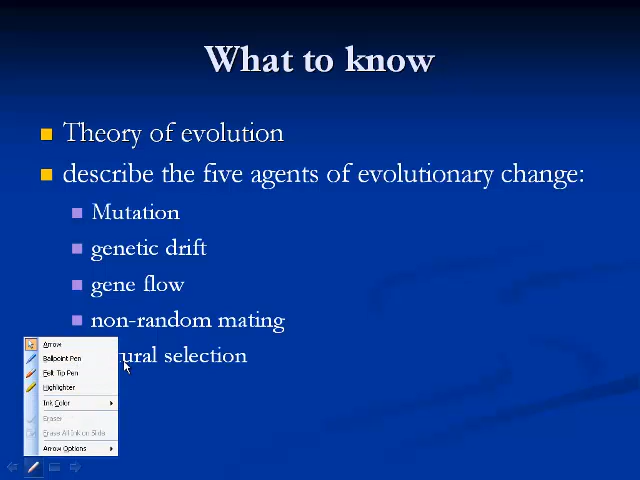 What to know
Theory of evolution
describe the five agents of evolutionary change:
Mutation
genetic drift
gene flow
non-random mating
tural selection
Arrow
Ballpoint Pen
Felt Tip Pen
Highlighter
Ink Color
Eraser
Erase All Ink on Slide
Arrow Options